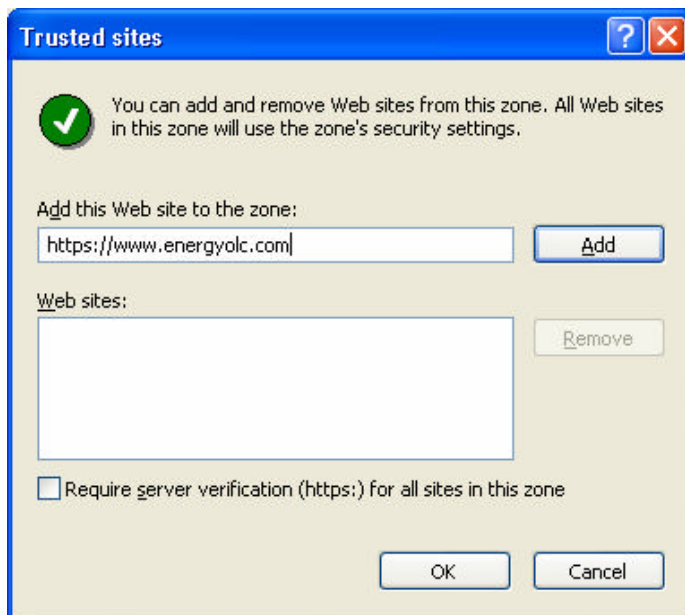 Trusted sites
You can add and remove Web sites from this zone. All Web sites
in this zone will use the zone's security settings.
Add this Web site to the zone:
https://www.energyolc.com
Add
Web sites:
Remove
Require server verification (https:) for all sites in this zone
OK
Cancel